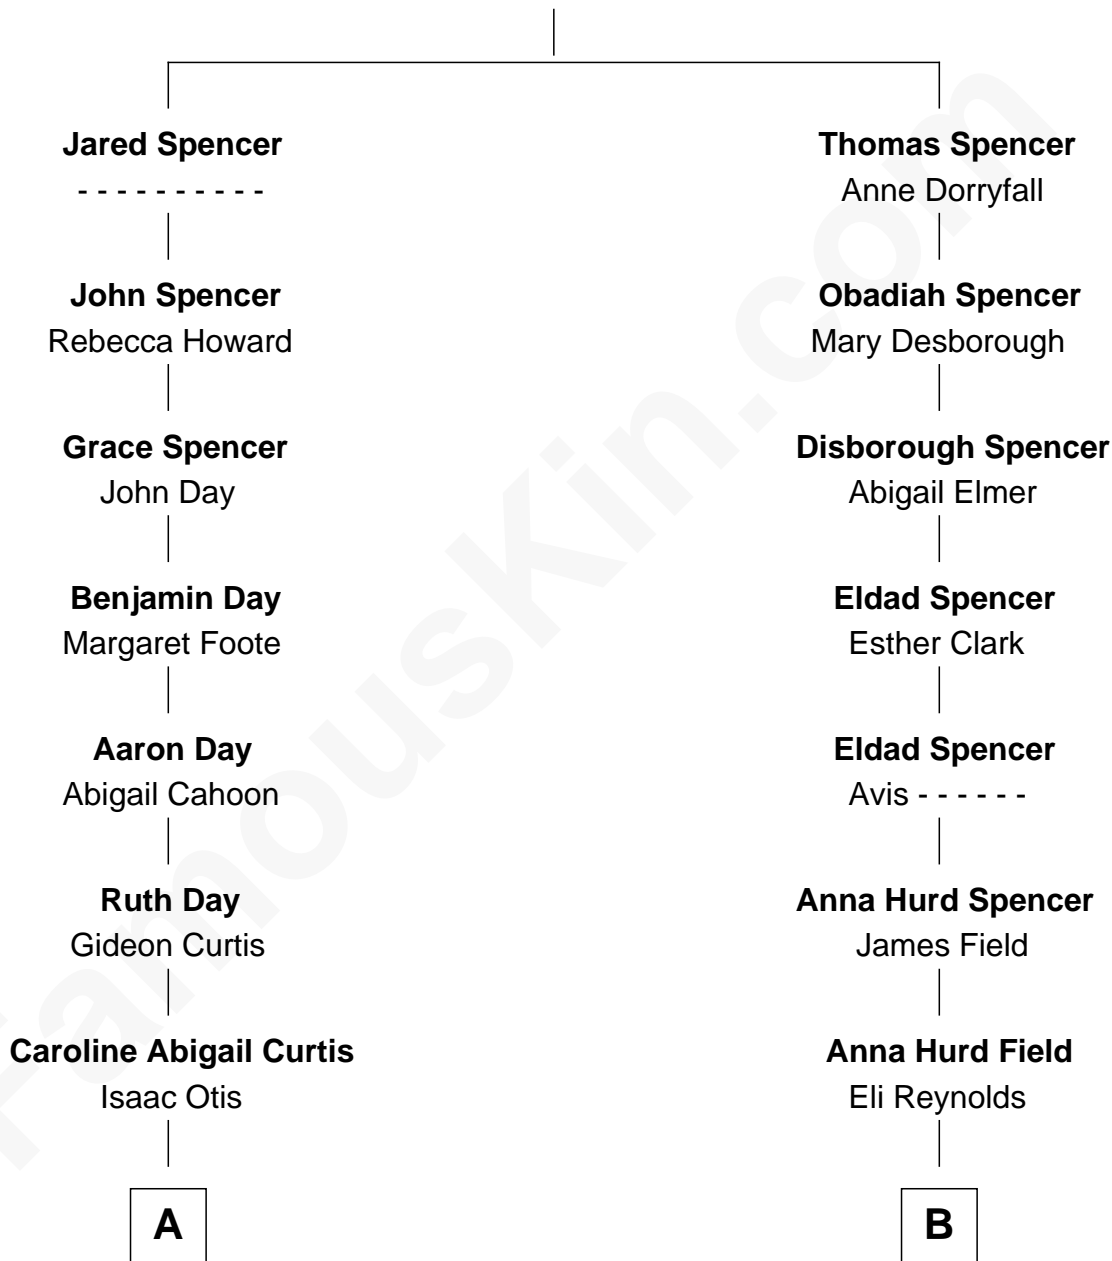 Jared Spencer
- - - - - - - - - -
John Spencer
Rebecca Howard
Grace Spencer
John Day
Benjamin Day
Margaret Foote
Aaron Day
Abigail Cahoon
Ruth Day
Gideon Curtis
Caroline Abigail Curtis
Isaac Otis
A
Thomas Spencer
Anne Dorryfall
Obadiah Spencer
Mary Desborough
Disborough Spencer
Abigail Elmer
Eldad Spencer
Esther Clark
Eldad Spencer
Avis - - - - - -
Anna Hurd Spencer
James Field
Anna Hurd Field
Eli Reynolds
B
FamousKin.com